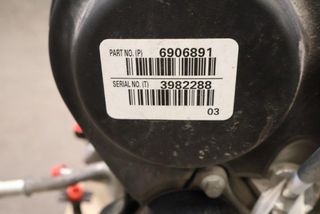 PART NO. (P) 6906891
SERIAL NO. (T) 3982288
03